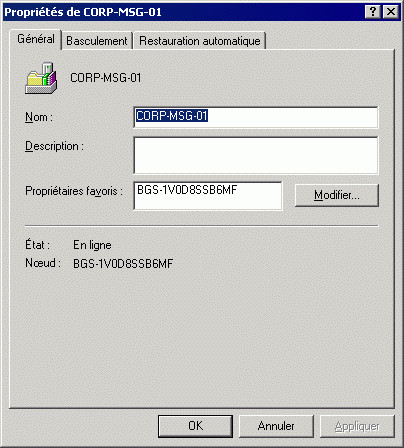 Propriétés de CORP-MSG-01
Général Basculement Restauration automatique
CORP-MSG-01
Nom : CORP-MSG-01
Description :
Propriétaires favoris : BGS-1V0D8SSB6MF Modifier...
État : En ligne
Nœud : BGS-1V0D8SSB6MF
OK Annuler Appliquer